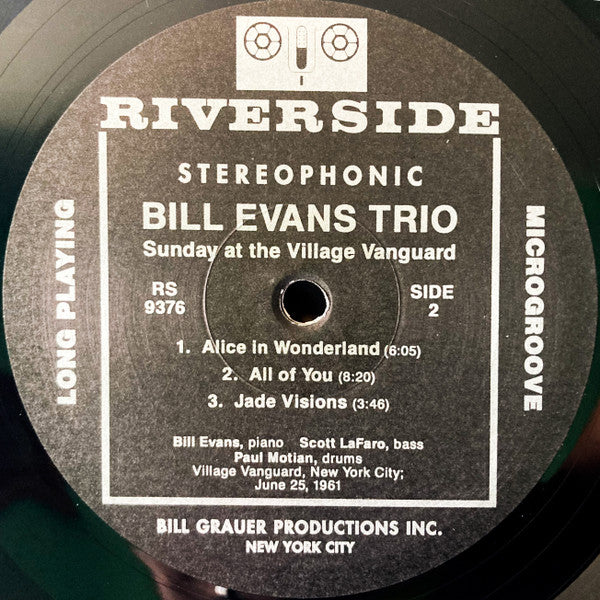 RIVERSIDE
STEREOPHONIC
BILL EVANS TRIO
Sunday at the Village Vanguard
LONG PLAYING
RS
9376
SIDE
2
MICROGROOVE
1. Alice in Wonderland (6:05)
2. All of You (8:20)
3. Jade Visions (3:46)
Bill Evans, piano Scott LaFaro, bass
Paul Motian, drums
Village Vanguard, New York City;
June 25, 1961
BILL GRAUER PRODUCTIONS INC.
NEW YORK CITY